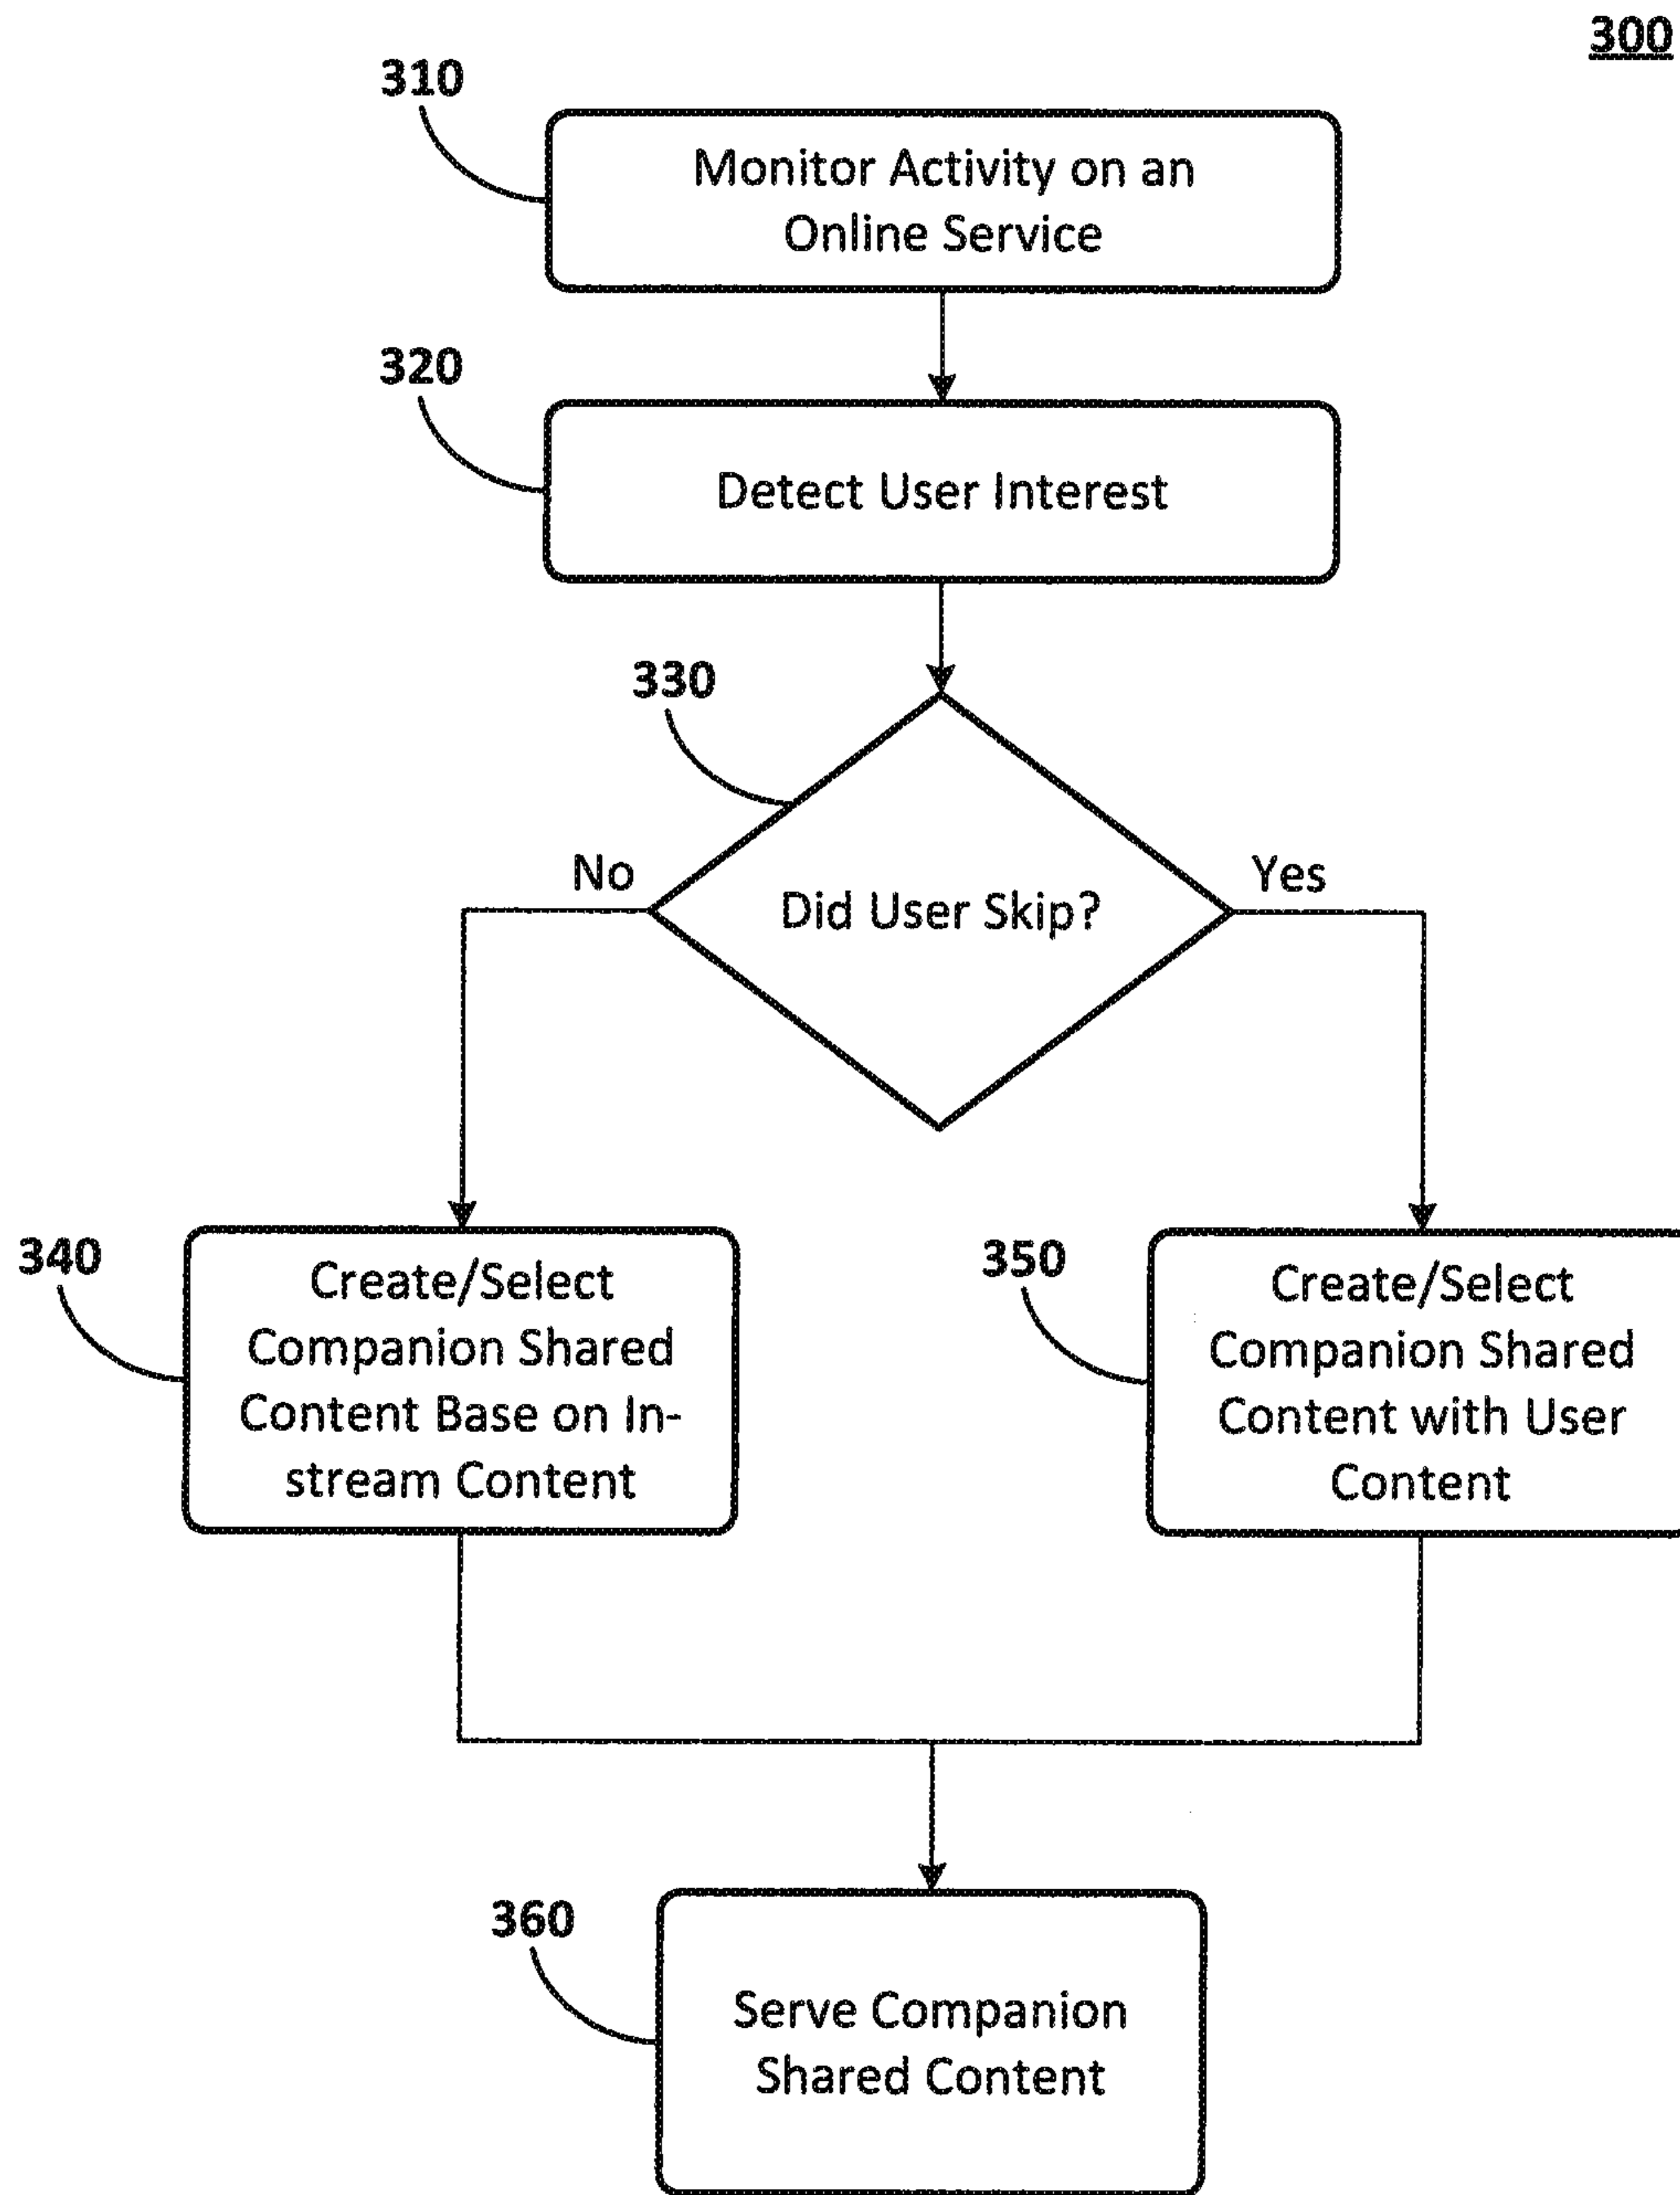 300
310
Monitor Activity on an
Online Service
320
Detect User Interest
330
No
Yes
Did User Skip?
340
Create/Select
Companion Shared
Content Base on In-
stream Content
350
Create/Select
Companion Shared
Content with User
Content
360
Serve Companion
Shared Content